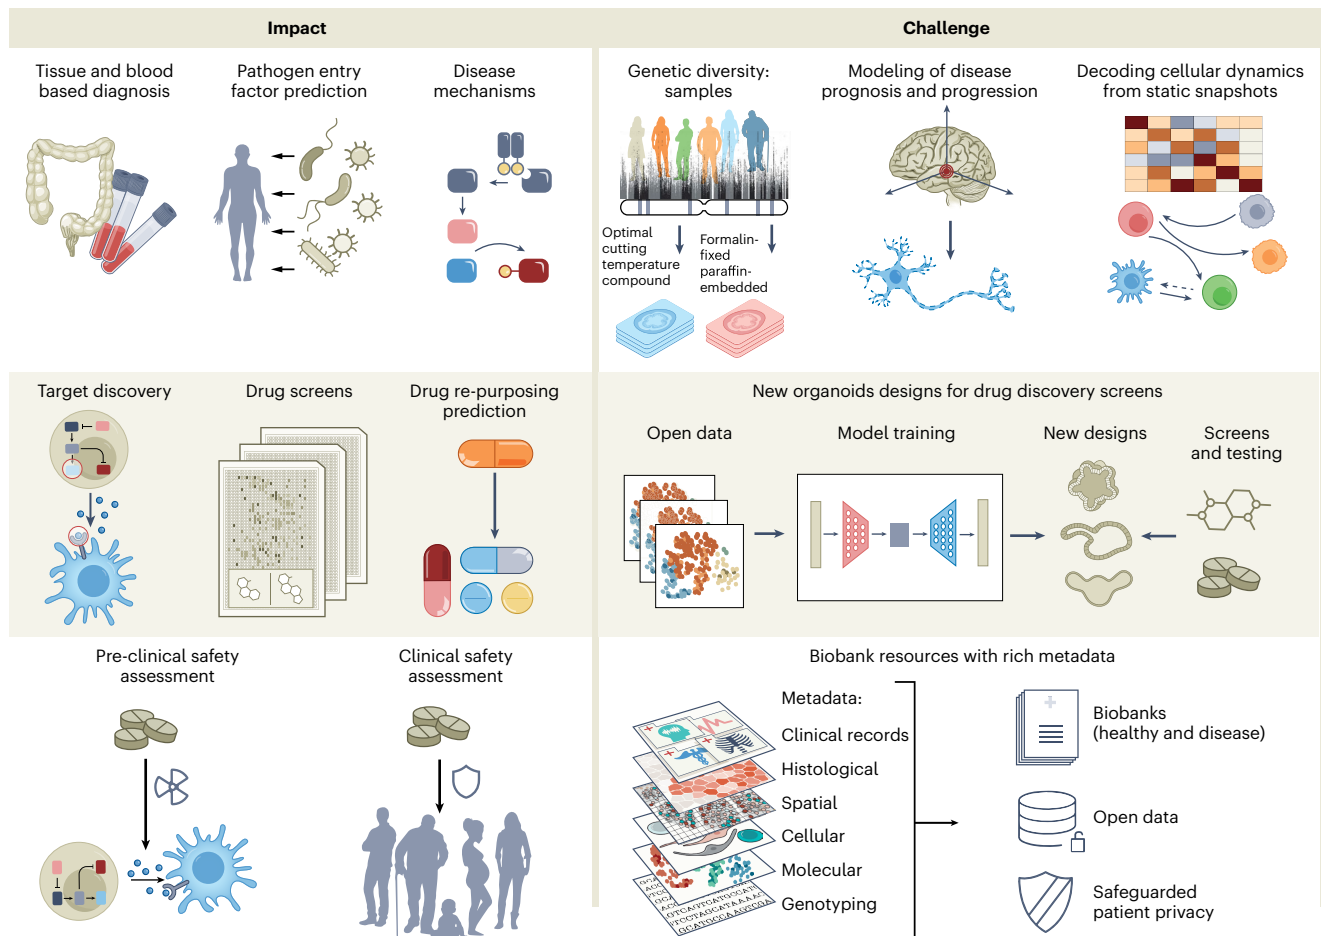 Impact
Challenge
Tissue and blood
based diagnosis
Pathogen entry
factor prediction
Disease
mechanisms
Genetic diversity:
samples
Modeling of disease
prognosis and progression
Decoding cellular dynamics
from static snapshots
Optimal
cutting
temperature
compound
Formalin-
fixed
paraffin-
embedded
Target discovery
Drug screens
Drug re-purposing
prediction
New organoids designs for drug discovery screens
Open data
Model training
New designs
Screens
and testing
Pre-clinical safety
assessment
Clinical safety
assessment
Biobank resources with rich metadata
Metadata:
Clinical records
Histological
Spatial
Cellular
Molecular
Genotyping
Biobanks
(healthy and disease)
Open data
Safeguarded
patient privacy